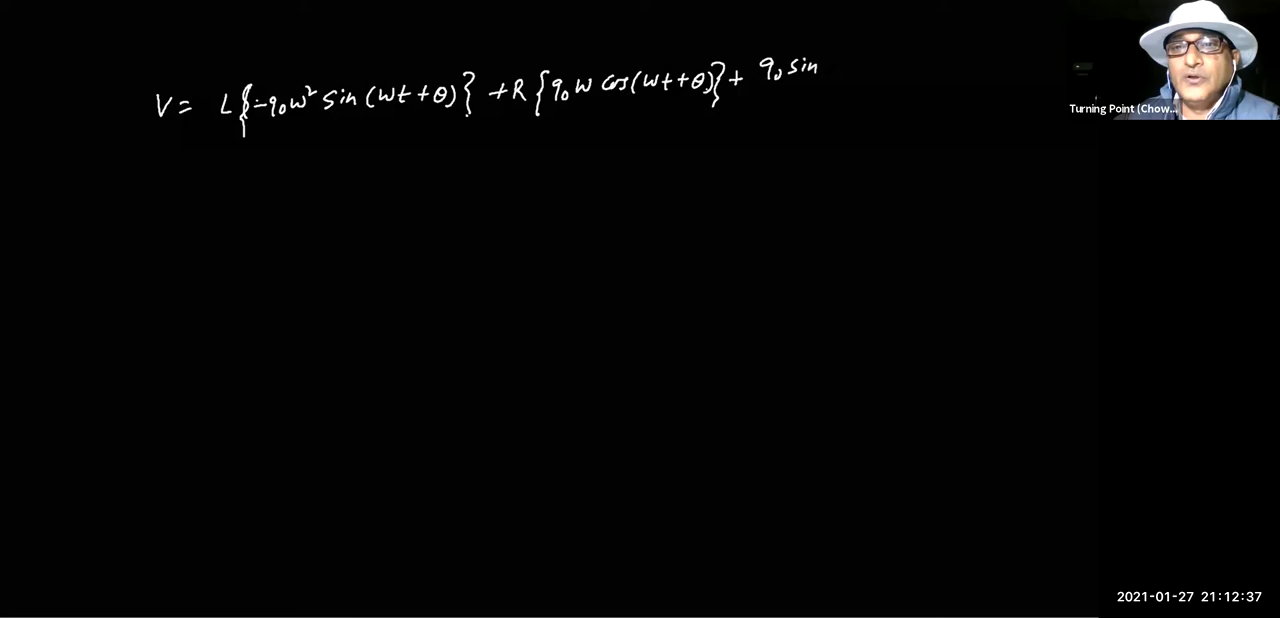 V = L{-q₀w² sin(wt+θ)} + R{q₀w cos(wt+θ)} + q₀ sin
Turning Point (Chow...
2021-01-27 21:12:37